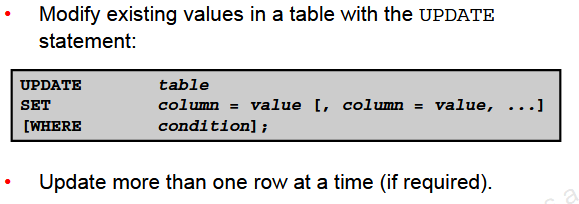 • Modify existing values in a table with the UPDATE
statement:
UPDATE table
SET column = value [, column = value, ...]
[WHERE condition];
• Update more than one row at a time (if required).